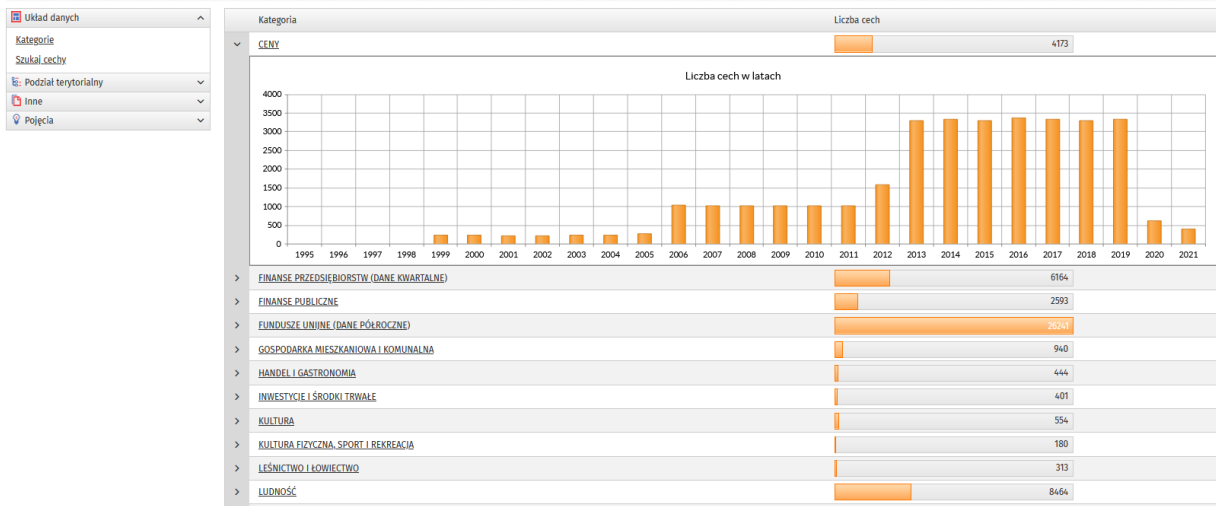 Układ danych
Kategorie
Szukaj cechy
Podział terytorialny
Inne
Pojęcia
Kategoria Liczba cech
CENY 4173
Liczba cech w latach
4000
3500
3000
2500
2000
1500
1000
500
0
1995 1996 1997 1998 1999 2000 2001 2002 2003 2004 2005 2006 2007 2008 2009 2010 2011 2012 2013 2014 2015 2016 2017 2018 2019 2020 2021
FINANSE PRZEDSIĘBIORSTW (DANE KWARTALNE) 6164
FINANSE PUBLICZNE 2593
FUNDUSZE UNIJNE (DANE PÓŁROCZNE) 26241
GOSPODARKA MIESZKANIOWA I KOMUNALNA 940
HANDEL I GASTRONOMIA 444
INWESTYCJE I ŚRODKI TRWAŁE 401
KULTURA 554
KULTURA FIZYCZNA, SPORT I REKREACJA 180
LEŚNICTWO I ŁOWIECTWO 313
LUDNOŚĆ 8464